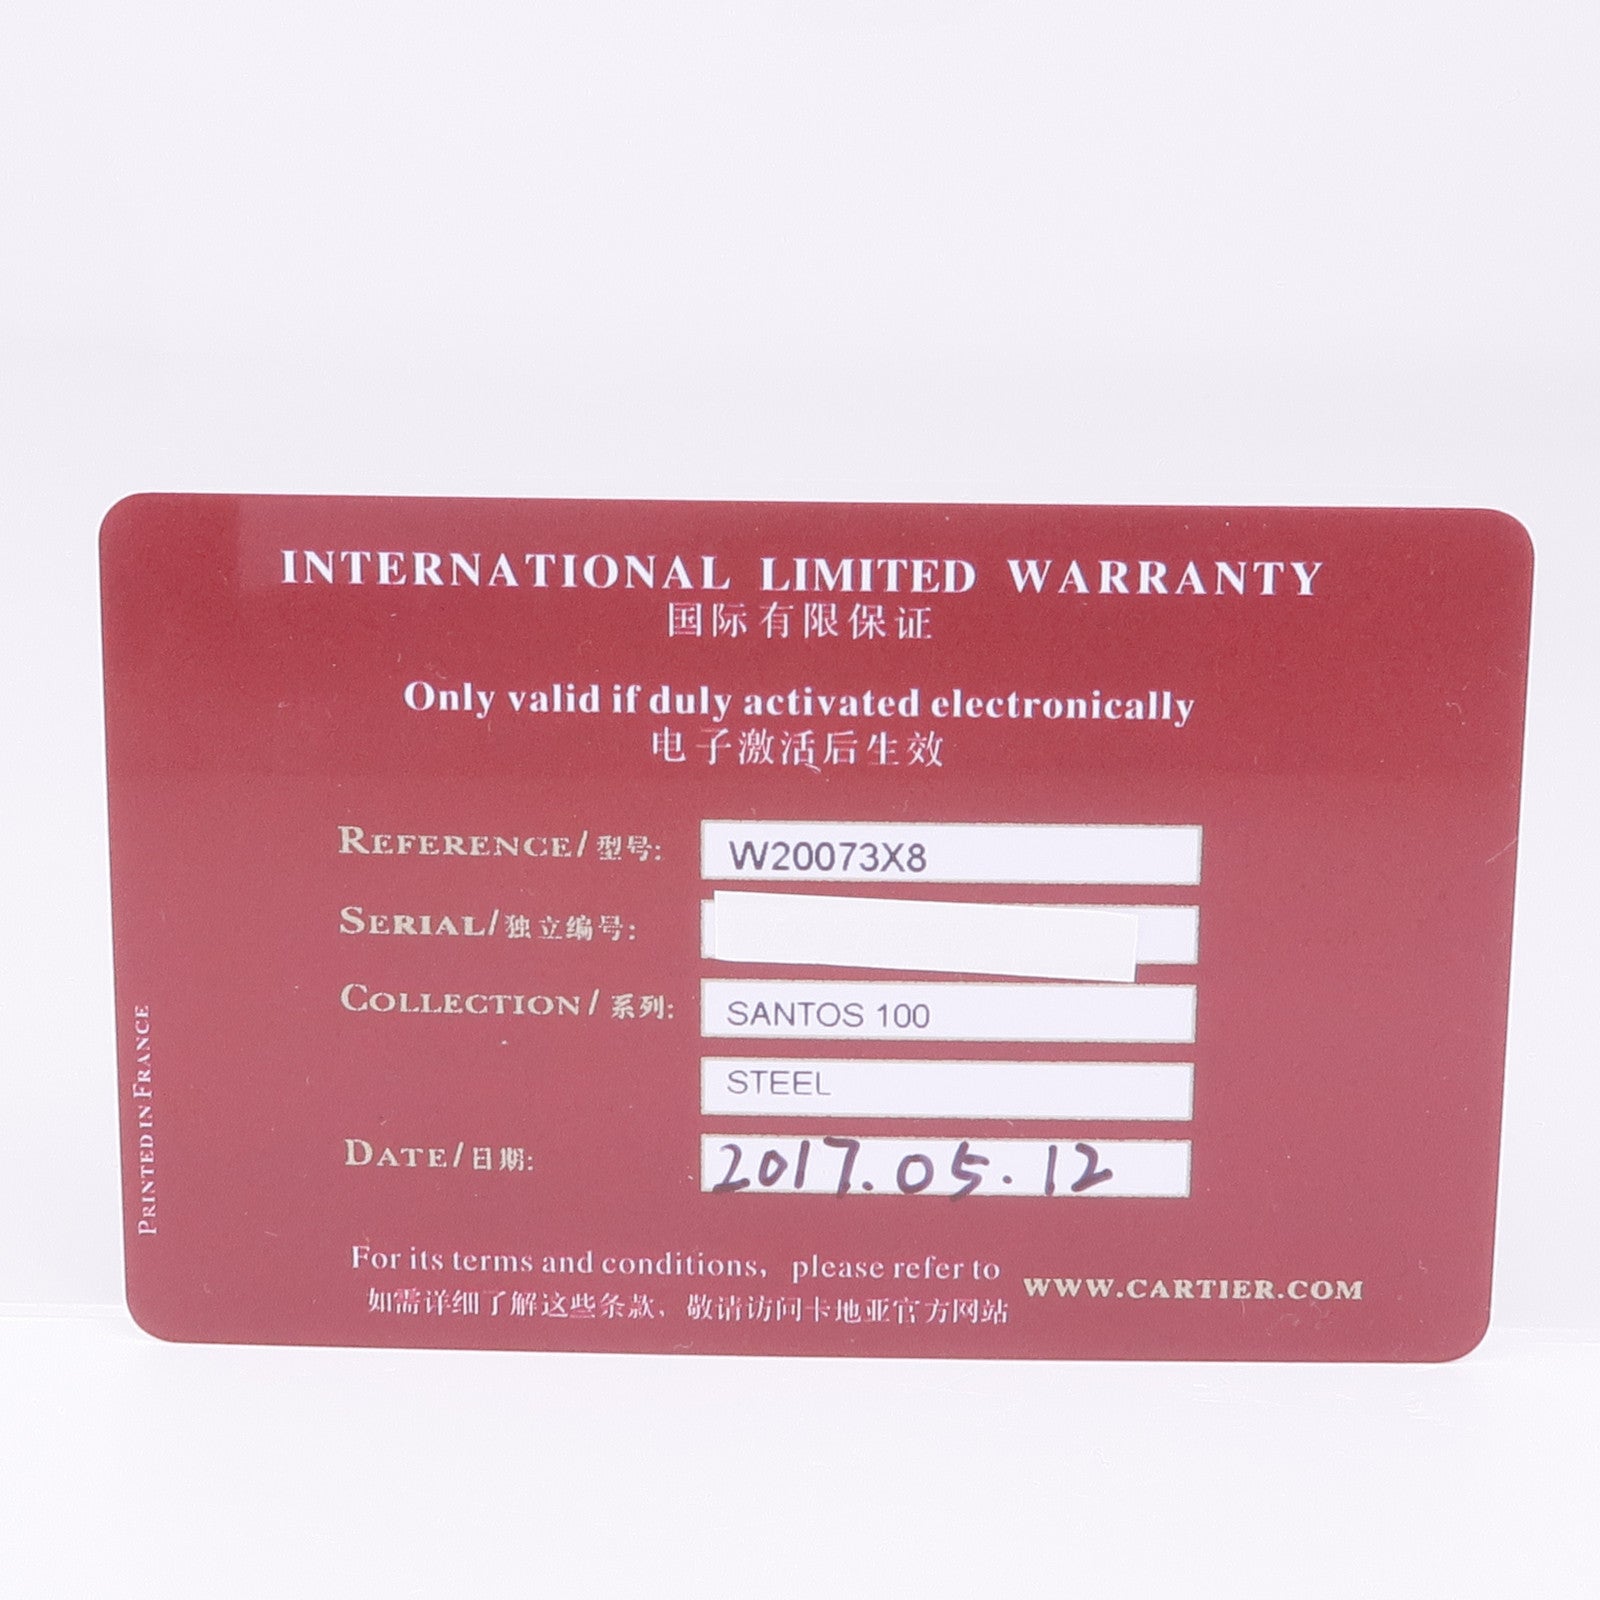 INTERNATIONAL LIMITED WARRANTY
国际有限保证
Only valid if duly activated electronically
电子激活后生效
REFERENCE/型号: W20073X8
SERIAL/独立编号:
COLLECTION/系列: SANTOS 100
STEEL
DATE/日期: 2017.05.12
For its terms and conditions, please refer to WWW.CARTIER.COM
如需详细了解这些条款，敬请访问卡地亚官方网站
PRINTED IN FRANCE